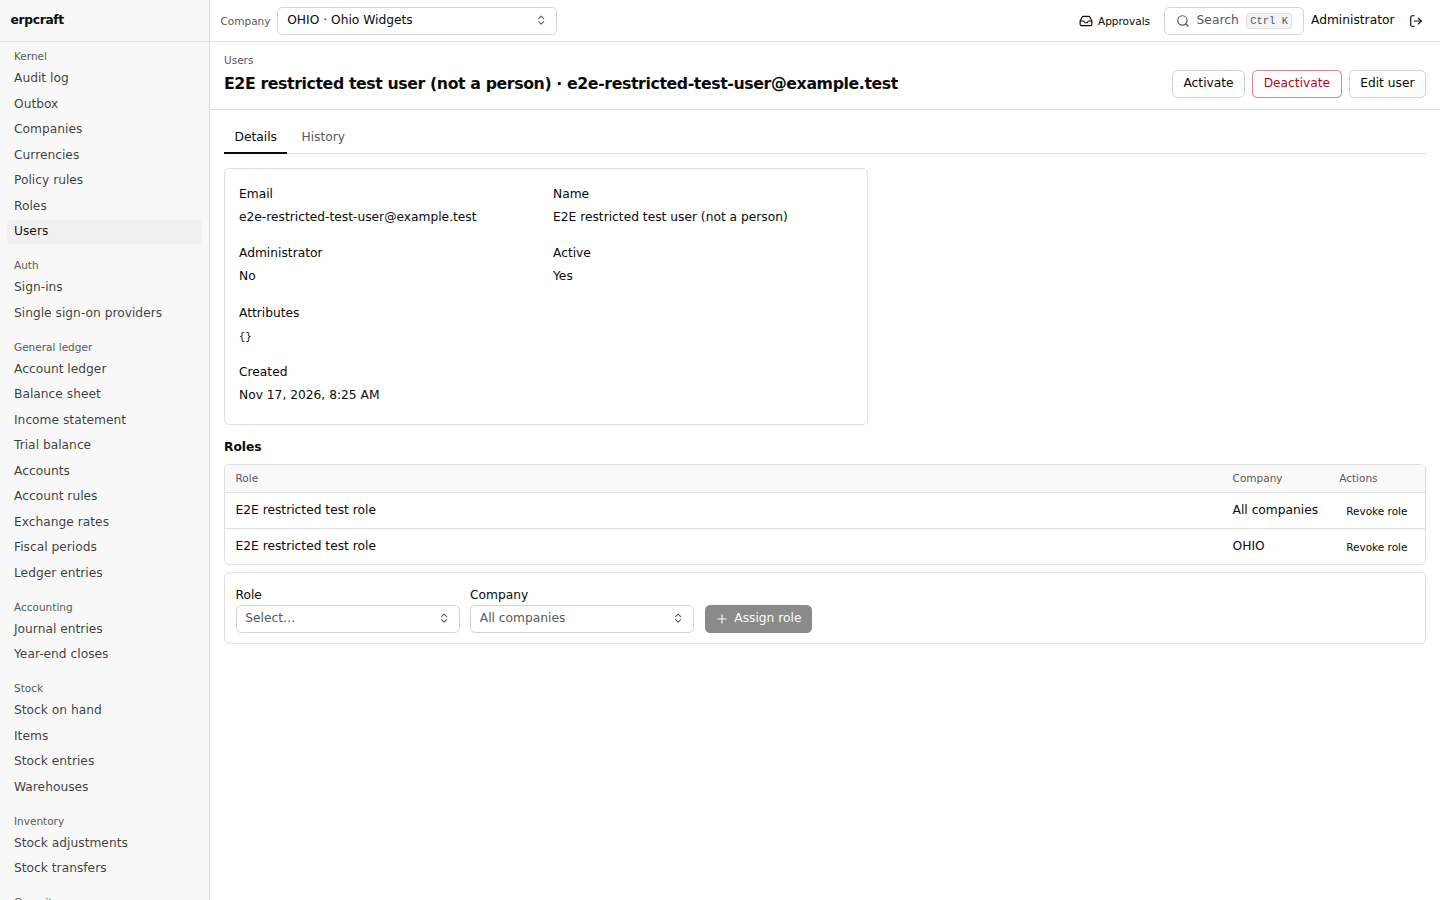 erpcraft
Company
OHIO · Ohio Widgets
Approvals
Search
Ctrl K
Administrator
Kernel
Audit log
Outbox
Companies
Currencies
Policy rules
Roles
Users
Auth
Sign-ins
Single sign-on providers
General ledger
Account ledger
Balance sheet
Income statement
Trial balance
Accounts
Account rules
Exchange rates
Fiscal periods
Ledger entries
Accounting
Journal entries
Year-end closes
Stock
Stock on hand
Items
Stock entries
Warehouses
Inventory
Stock adjustments
Stock transfers
Users
E2E restricted test user (not a person) · e2e-restricted-test-user@example.test
Activate
Deactivate
Edit user
Details
History
Email
e2e-restricted-test-user@example.test
Name
E2E restricted test user (not a person)
Administrator
No
Active
Yes
Attributes
{}
Created
Nov 17, 2026, 8:25 AM
Roles
Role Company Actions
E2E restricted test role All companies Revoke role
E2E restricted test role OHIO Revoke role
Role
Select...
Company
All companies
Assign role